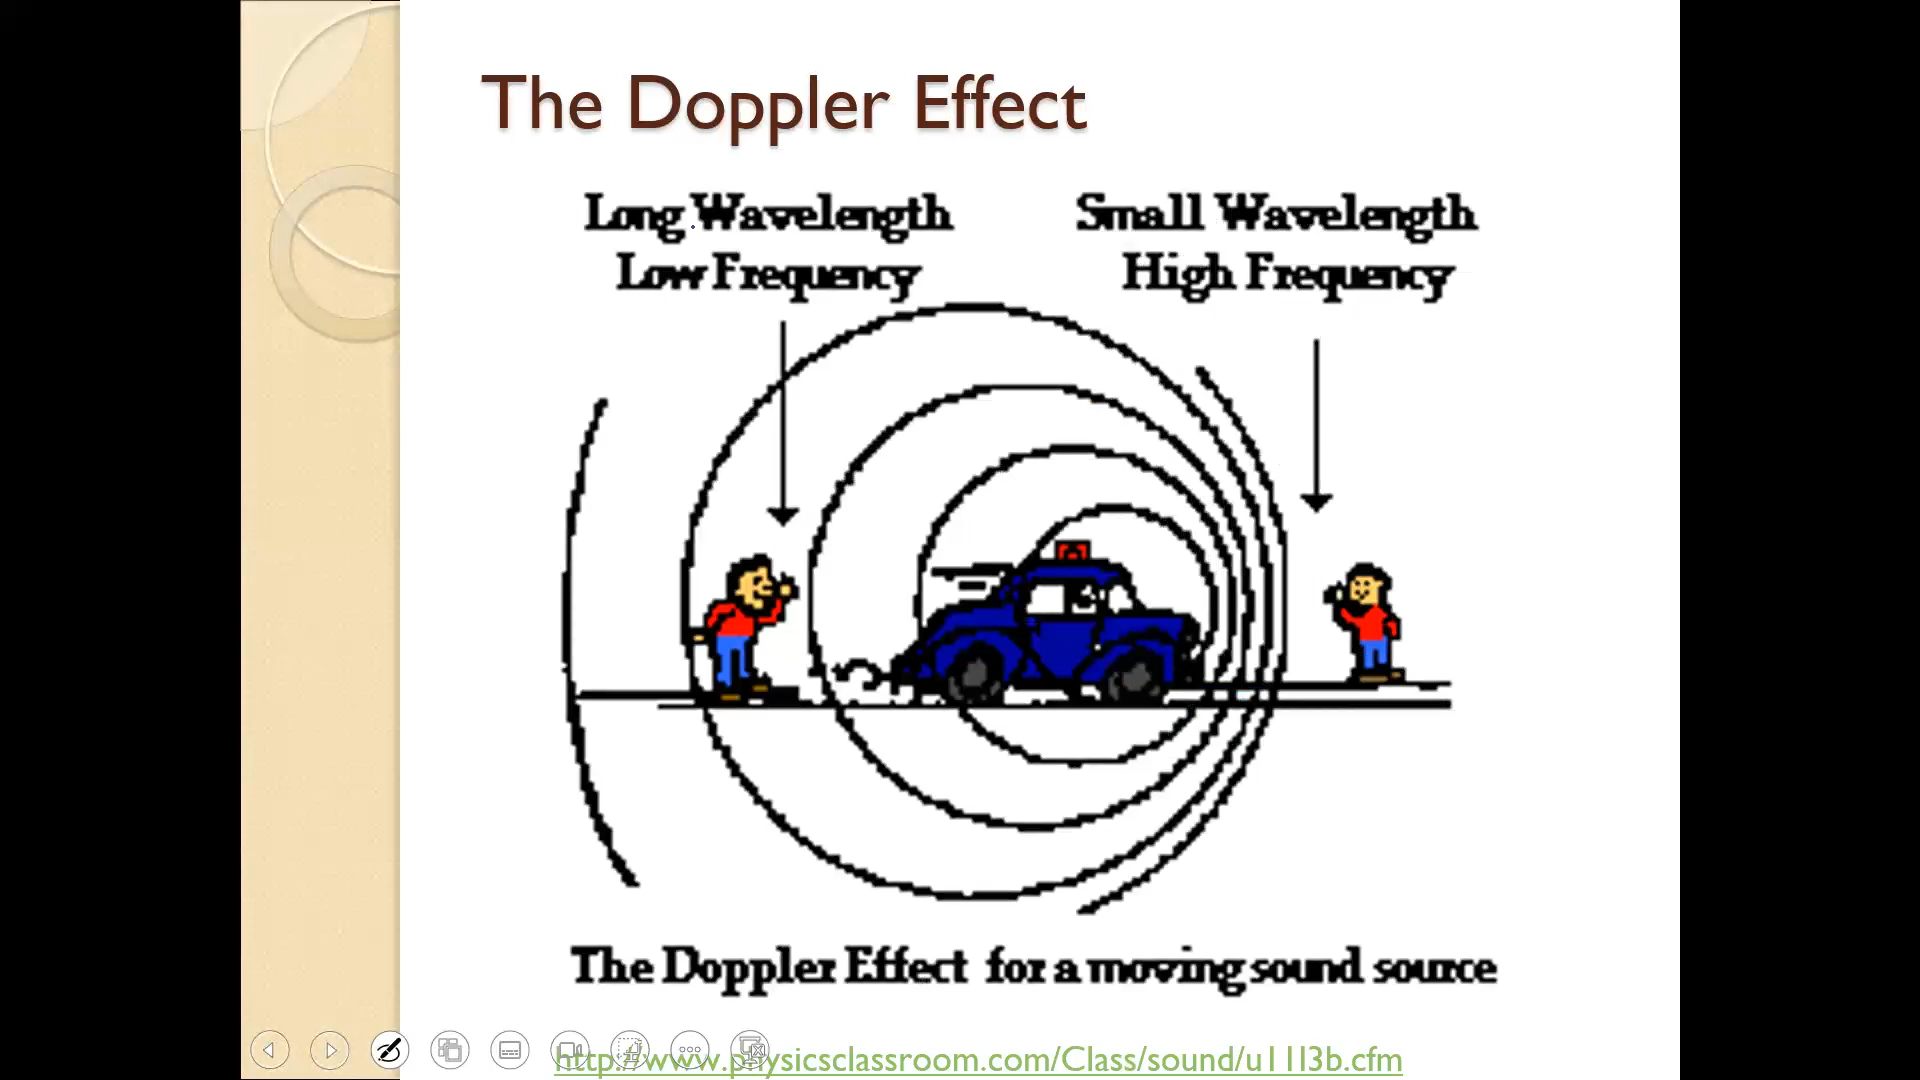 The Doppler Effect
Long Wavelength
Low Frequency
Small Wavelength
High Frequency
The Doppler Effect for a moving sound source
http://www.physicsclassroom.com/Class/sound/u11l3b.cfm